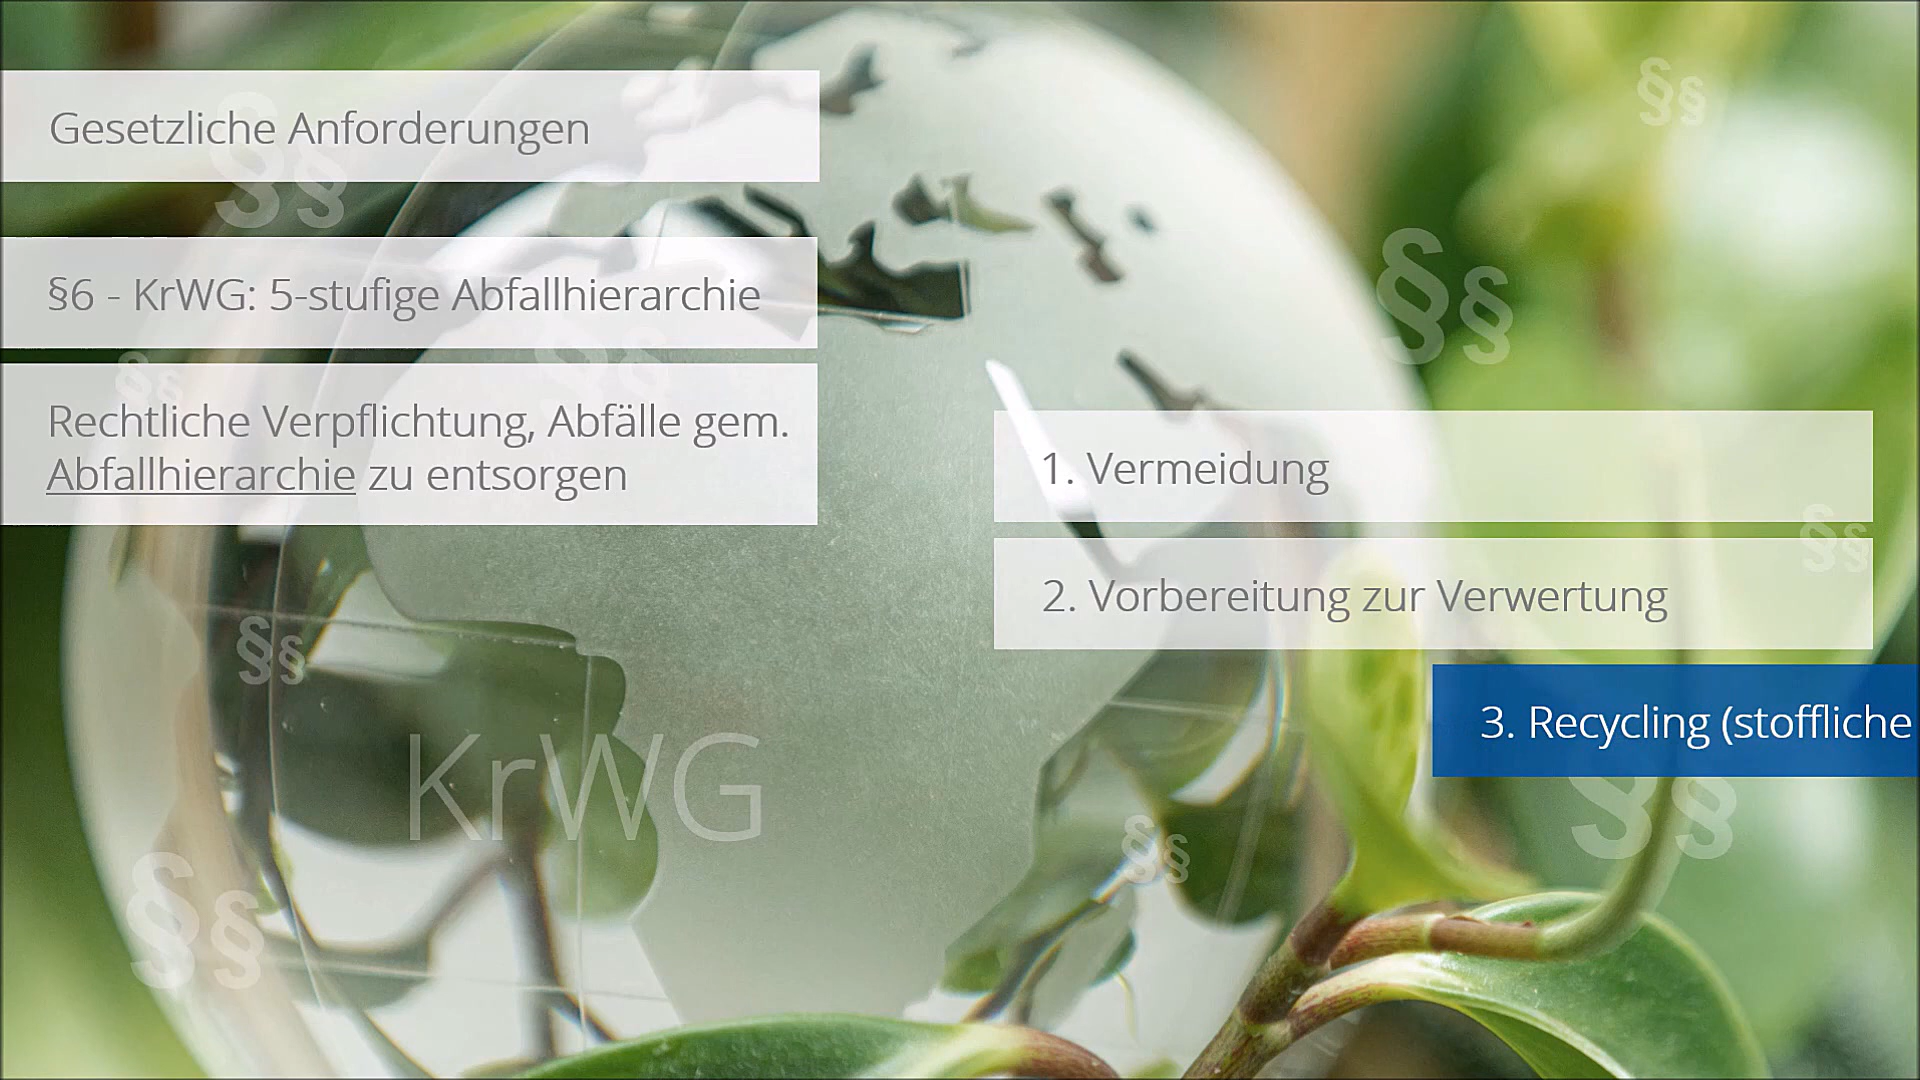 Gesetzliche Anforderungen
§6 - KrWG: 5-stufige Abfallhierarchie
Rechtliche Verpflichtung, Abfälle gem.
Abfallhierarchie zu entsorgen
1. Vermeidung
2. Vorbereitung zur Verwertung
3. Recycling (stoffliche
KrWG
§§
§§
§§
§§
§§
§§
§§
§§
§§
§§
§§